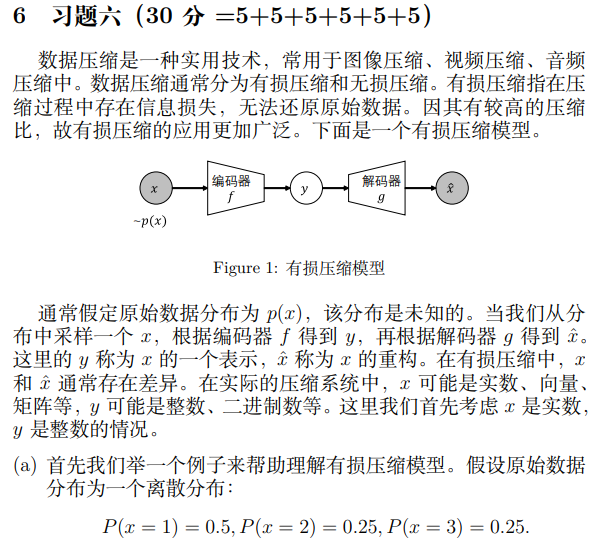 6 习题六（30 分 =5+5+5+5+5+5）
数据压缩是一种实用技术，常用于图像压缩、视频压缩、音频
压缩中。数据压缩通常分为有损压缩和无损压缩。有损压缩指在压
缩过程中存在信息损失，无法还原原始数据。因其有较高的压缩
比，故有损压缩的应用更加广泛。下面是一个有损压缩模型。
x 编码器 f y 解码器 g x̂
~p(x)
Figure 1: 有损压缩模型
通常假定原始数据分布为 p(x)，该分布是未知的。当我们从分
布中采样一个 x，根据编码器 f 得到 y，再根据解码器 g 得到 x̂。
这里的 y 称为 x 的一个表示，x̂ 称为 x 的重构。在有损压缩中，x
和 x̂ 通常存在差异。在实际的压缩系统中，x 可能是实数、向量、
矩阵等，y 可能是整数、二进制数等。这里我们首先考虑 x 是实数，
y 是整数的情况。
(a) 首先我们举一个例子来帮助理解有损压缩模型。假设原始数据
分布为一个离散分布：
P(x = 1) = 0.5, P(x = 2) = 0.25, P(x = 3) = 0.25.